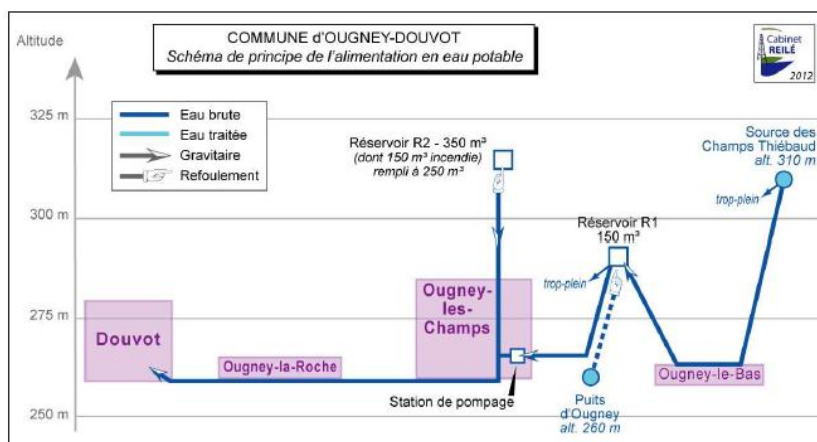 COMMUNE d'OUGNEY-DOUVOT
Schéma de principe de l'alimentation en eau potable
Cabinet
REILÉ
2012
Altitude
325 m
300 m
275 m
250 m
Eau brute
Eau traitée
Gravitaire
Refoulement
Réservoir R2 - 350 m³
(dont 150 m³ incendie)
rempli à 250 m³
Source des
Champs Thiébaud
alt. 310 m
trop-plein
Réservoir R1
150 m³
trop-plein
Ougney-
les-
Champs
Douvot
Ougney-la-Roche
Ougney-le-Bas
Station de pompage
Puits
d'Ougney
alt. 260 m